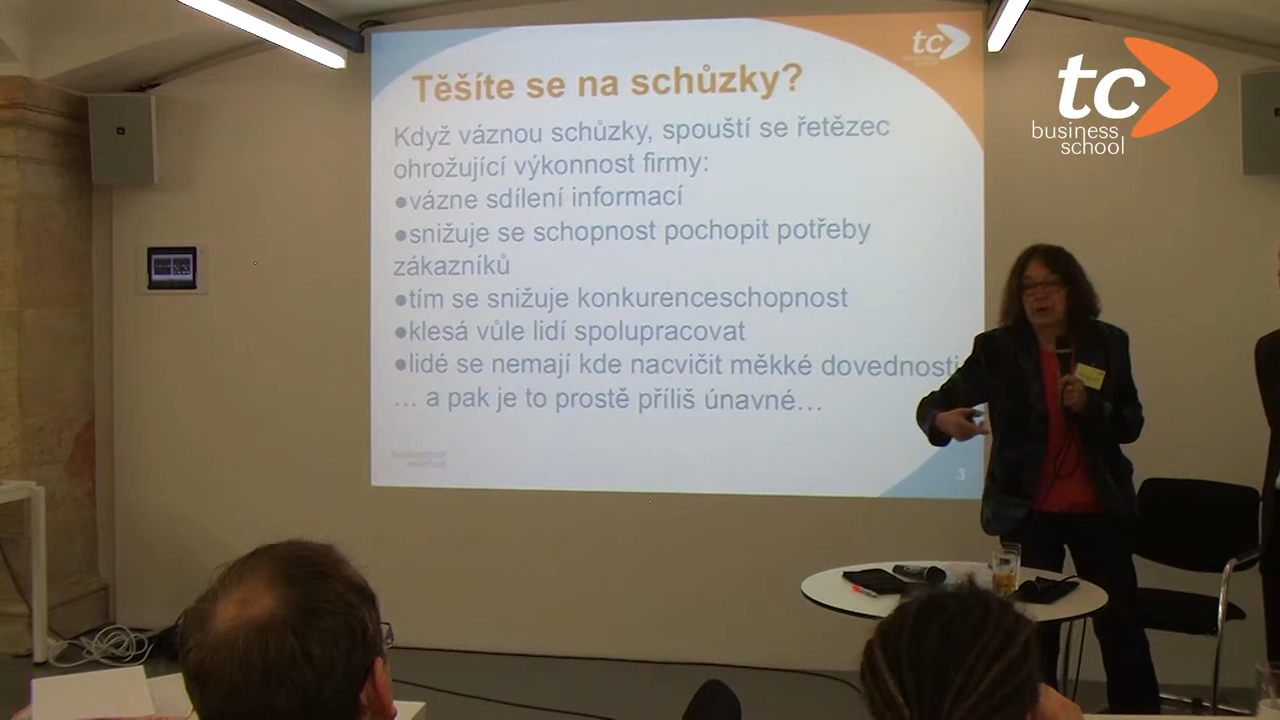 Těšíte se na schůzky?
Když váznou schůzky, spouští se řetězec
ohrožující výkonnost firmy:
●vázne sdílení informací
●snižuje se schopnost pochopit potřeby
zákazníků
●tím se snižuje konkurenceschopnost
●klesá vůle lidí spolupracovat
●lidé se nemají kde nacvičit měkké dovednosti
… a pak je to prostě příliš únavné…
3
tc
tc
business
school